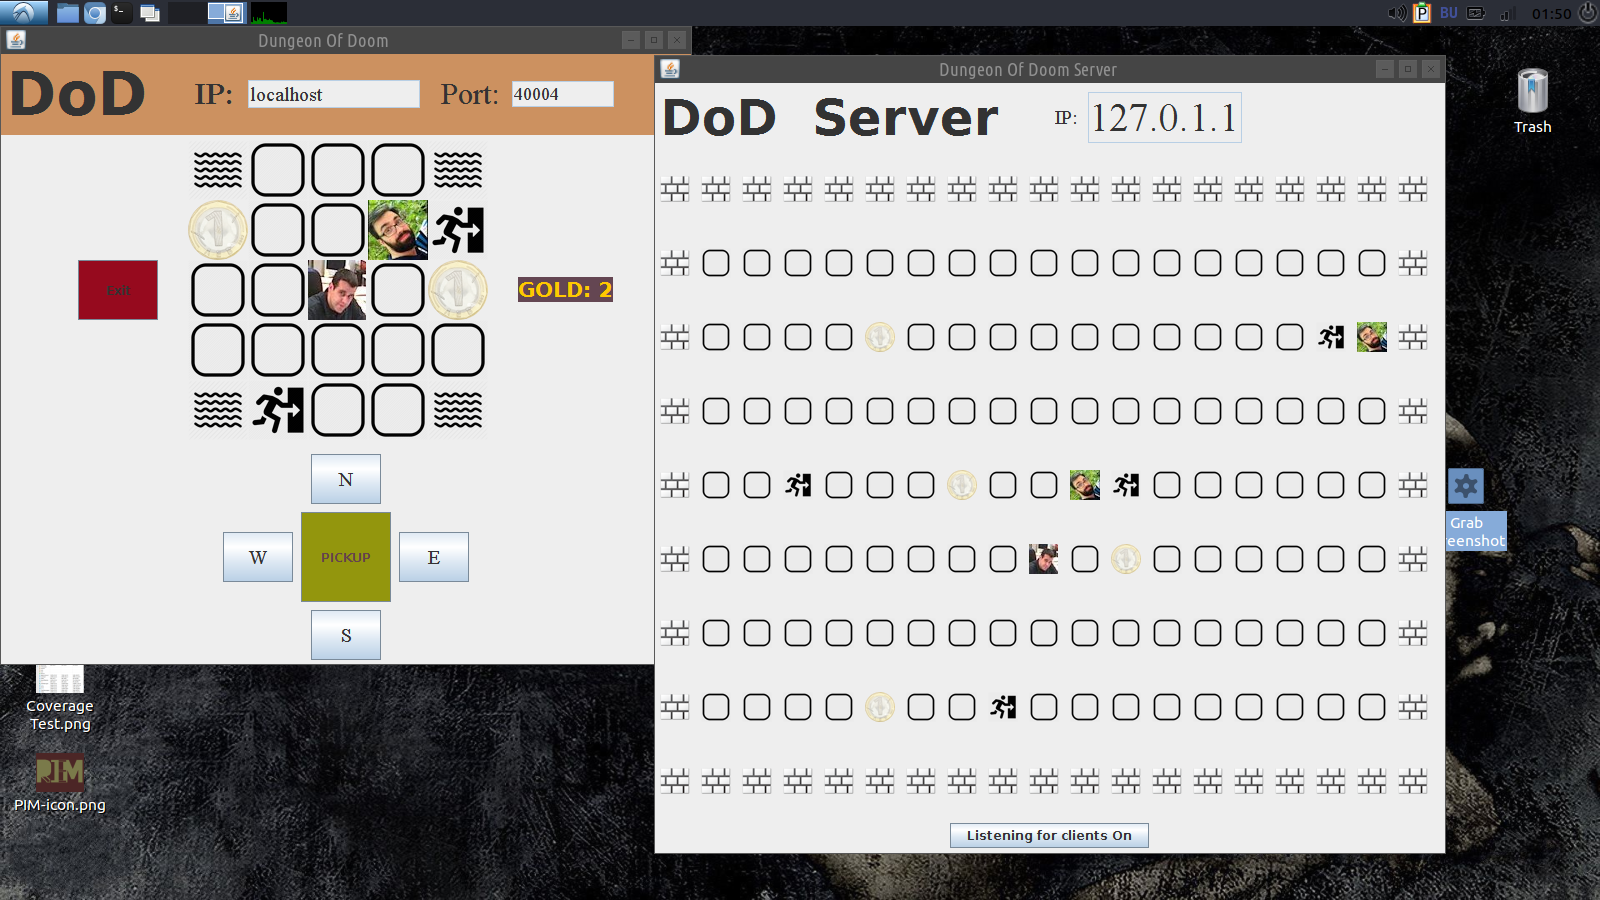 BU
01:50
Dungeon Of Doom
DoD
IP:
localhost
Port:
40004
Exit
GOLD: 2
N
W
PICKUP
E
S
Dungeon Of Doom Server
DoD Server
IP:
127.0.1.1
Listening for clients On
Trash
Grab
eenshot
Coverage
Test.png
PIM
PIM-icon.png